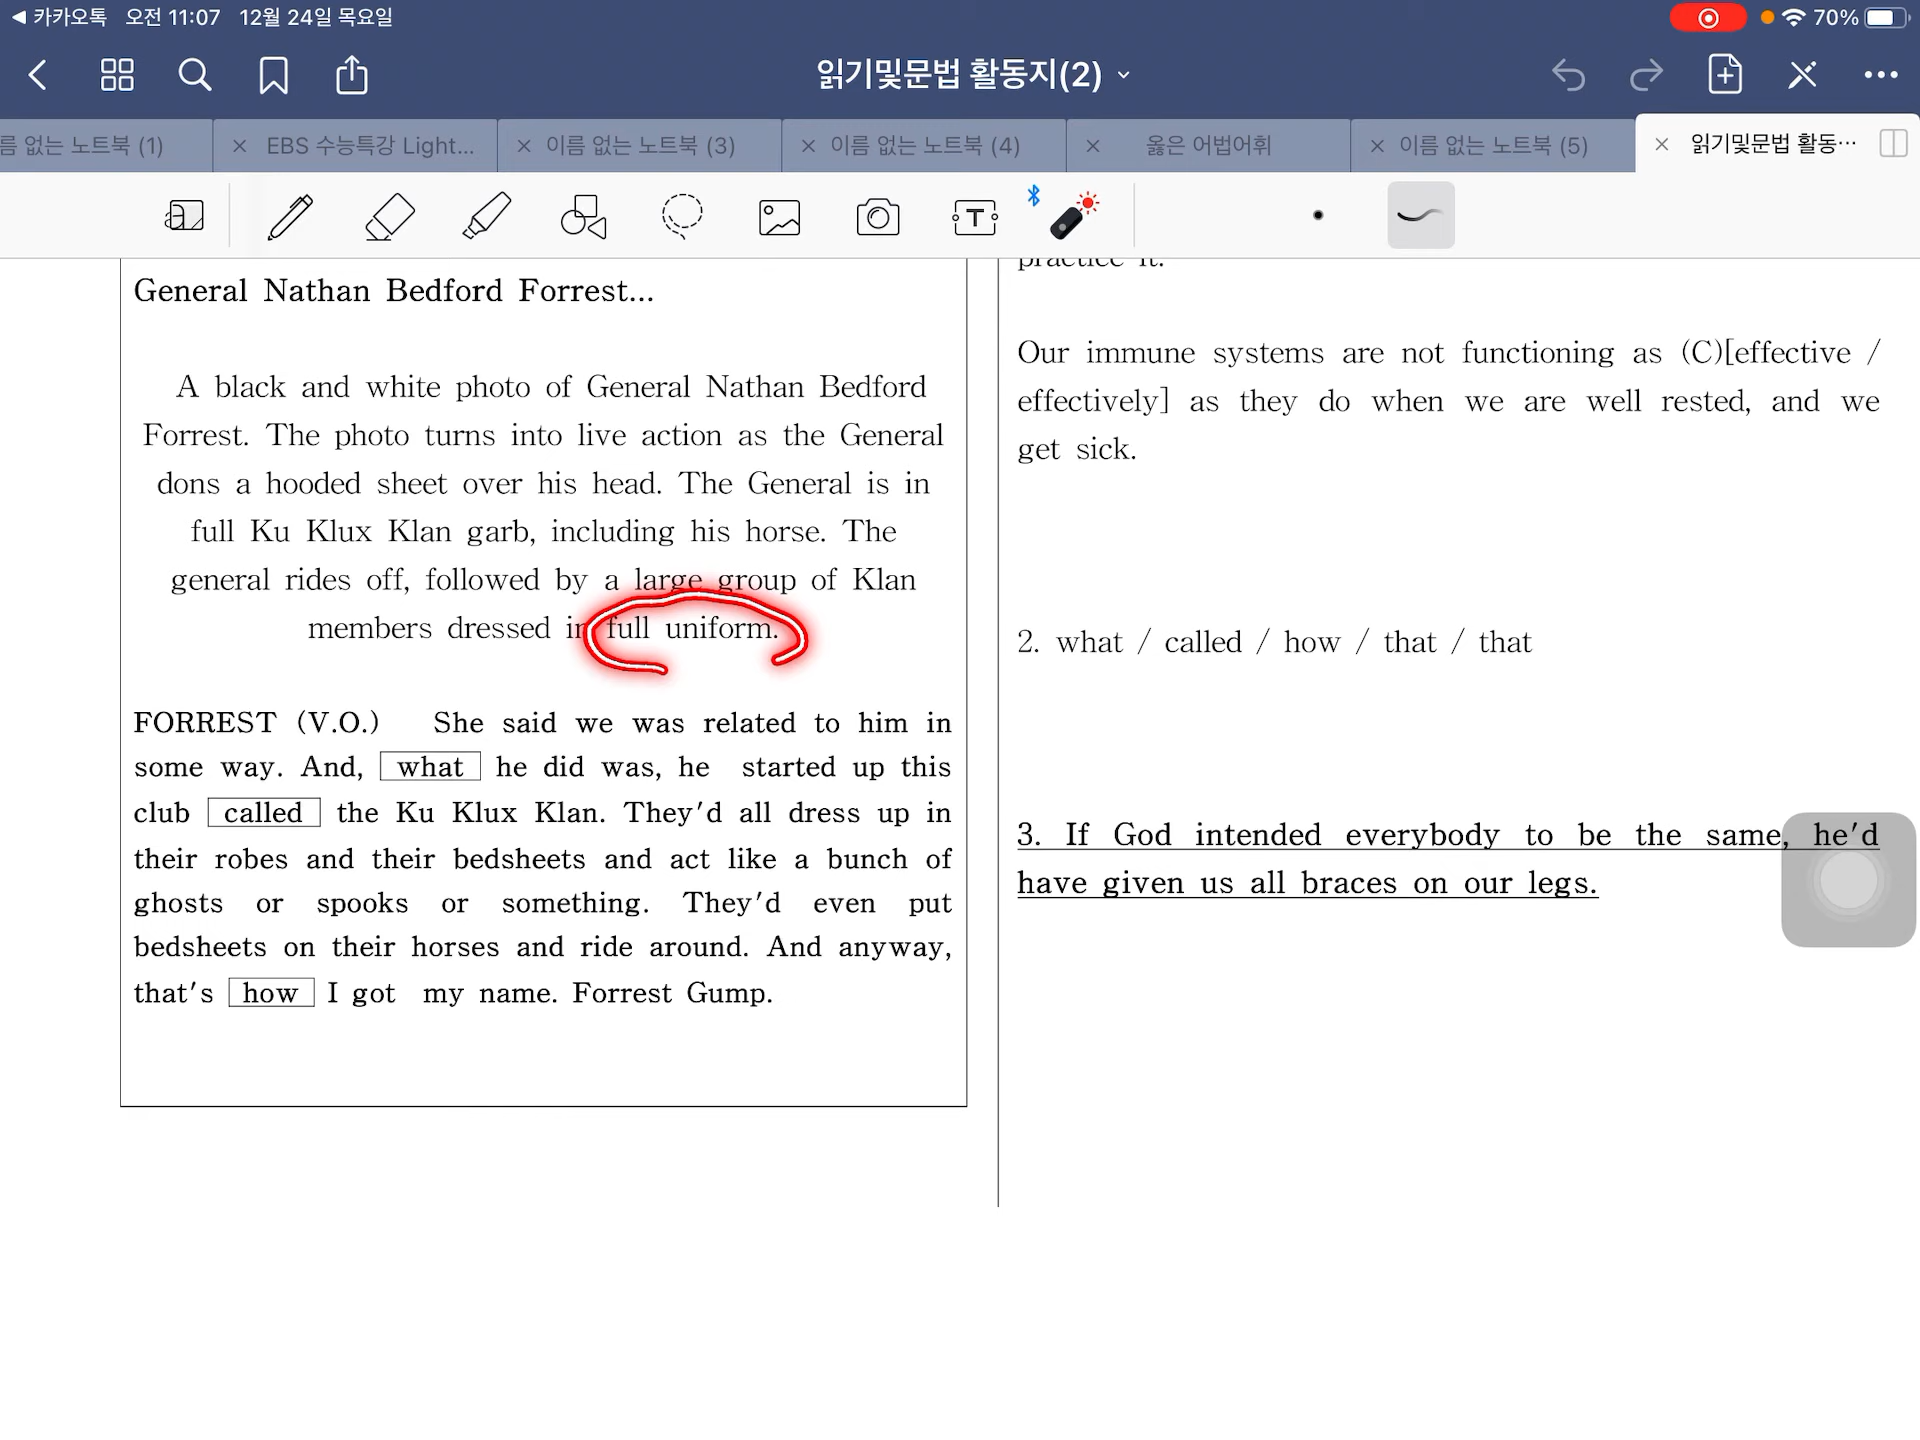 ◀ 카카오톡 오전 11:07 12월 24일 목요일
70%
읽기및문법 활동지(2)
름 없는 노트북 (1)
× EBS 수능특강 Light...
× 이름 없는 노트북 (3)
× 이름 없는 노트북 (4)
× 옳은 어법어휘
× 이름 없는 노트북 (5)
× 읽기및문법 활동...
General Nathan Bedford Forrest...
A black and white photo of General Nathan Bedford
Forrest. The photo turns into live action as the General
dons a hooded sheet over his head. The General is in
full Ku Klux Klan garb, including his horse. The
general rides off, followed by a large group of Klan
members dressed in full uniform.
FORREST (V.O.) She said we was related to him in
some way. And, what he did was, he started up this
club called the Ku Klux Klan. They'd all dress up in
their robes and their bedsheets and act like a bunch of
ghosts or spooks or something. They'd even put
bedsheets on their horses and ride around. And anyway,
that's how I got my name. Forrest Gump.
practice it.
Our immune systems are not functioning as (C)[effective /
effectively] as they do when we are well rested, and we
get sick.
2. what / called / how / that / that
3. If God intended everybody to be the same, he'd
have given us all braces on our legs.